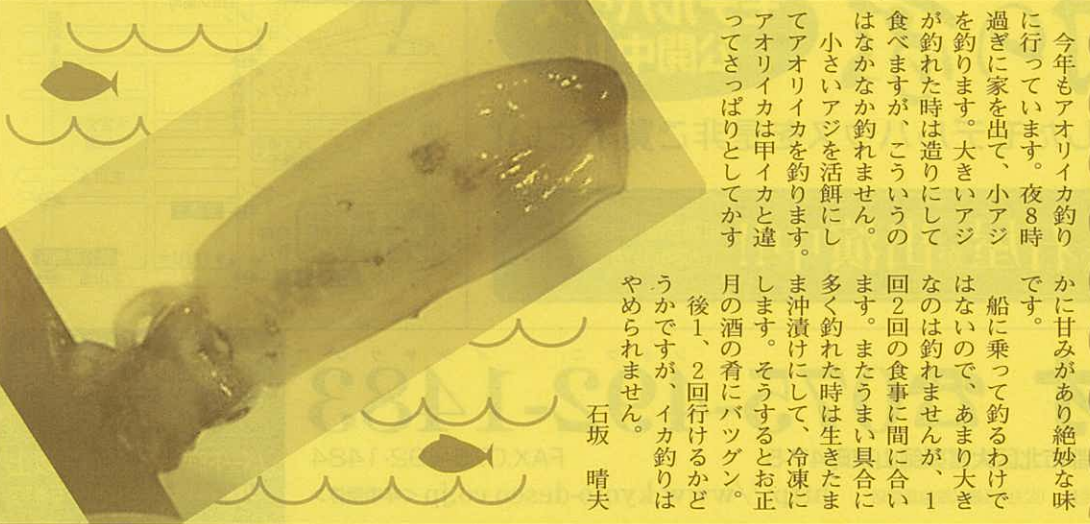 今年もアオリイカ釣り
に行っています。夜８時
過ぎに家を出て、小アジ
を釣ります。大きいアジ
が釣れた時は造りにして
食べますが、こういうの
はなかなか釣れません。
　小さいアジを活餌にし
てアオリイカを釣ります。
アオリイカは甲イカと違
ってさっぱりとしてかす
かに甘みがあり絶妙な味
です。
　船に乗って釣るわけで
はないので、あまり大き
なのは釣れませんが、１
回２回の食事に間に合い
ます。またうまい具合に
多く釣れた時は生きたま
ま沖漬けにして、冷凍に
します。そうするとお正
月の酒の肴にバツグン。
　後１、２回行けるかど
うかですが、イカ釣りは
やめられません。
石坂　晴夫